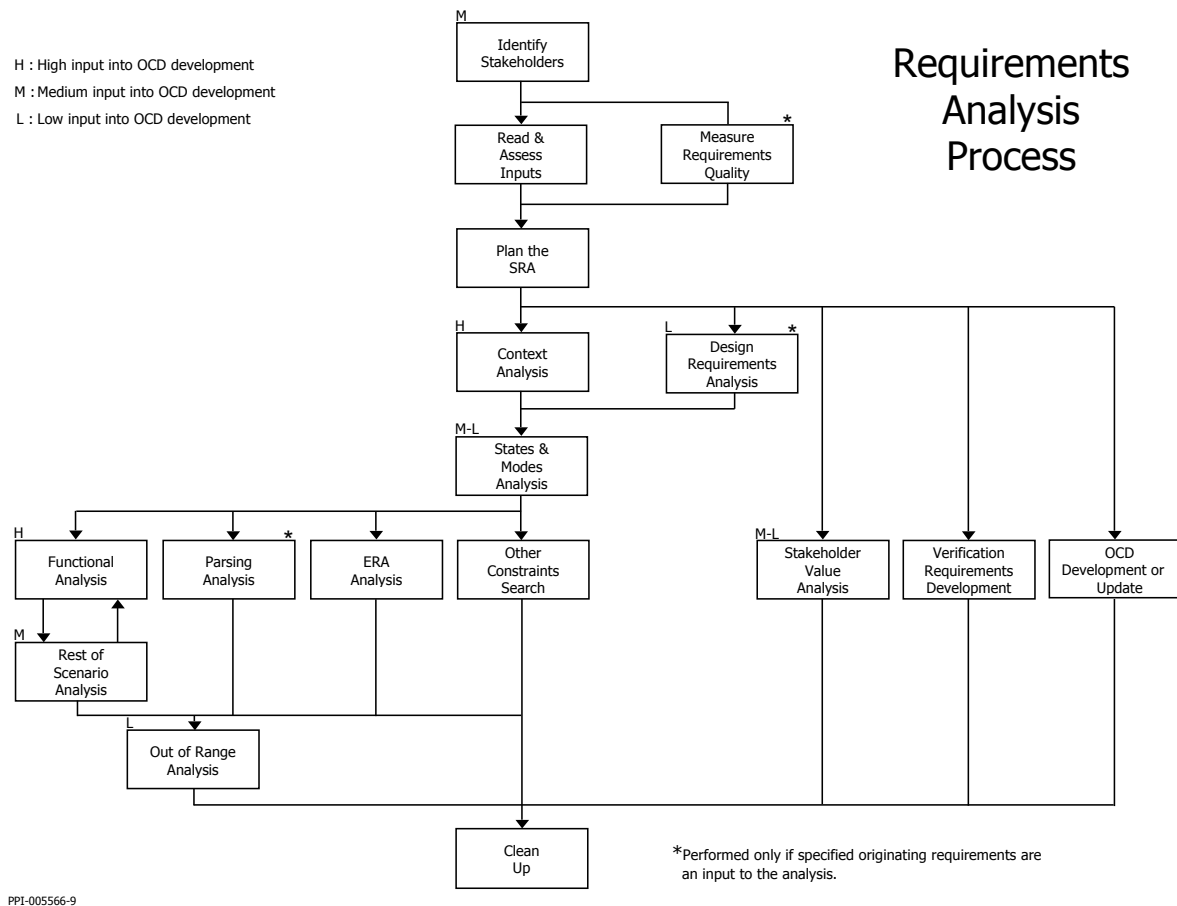 M
Identify
Stakeholders
H : High input into OCD development
M : Medium input into OCD development
L : Low input into OCD development
Requirements
Analysis
Process
Read &
Assess
Inputs
*
Measure
Requirements
Quality
Plan the
SRA
H
Context
Analysis
L
*
Design
Requirements
Analysis
M-L
States &
Modes
Analysis
H
Functional
Analysis
*
Parsing
Analysis
ERA
Analysis
Other
Constraints
Search
M-L
Stakeholder
Value
Analysis
Verification
Requirements
Development
OCD
Development or
Update
M
Rest of
Scenario
Analysis
L
Out of Range
Analysis
Clean
Up
*Performed only if specified originating requirements are
an input to the analysis.
PPI-005566-9